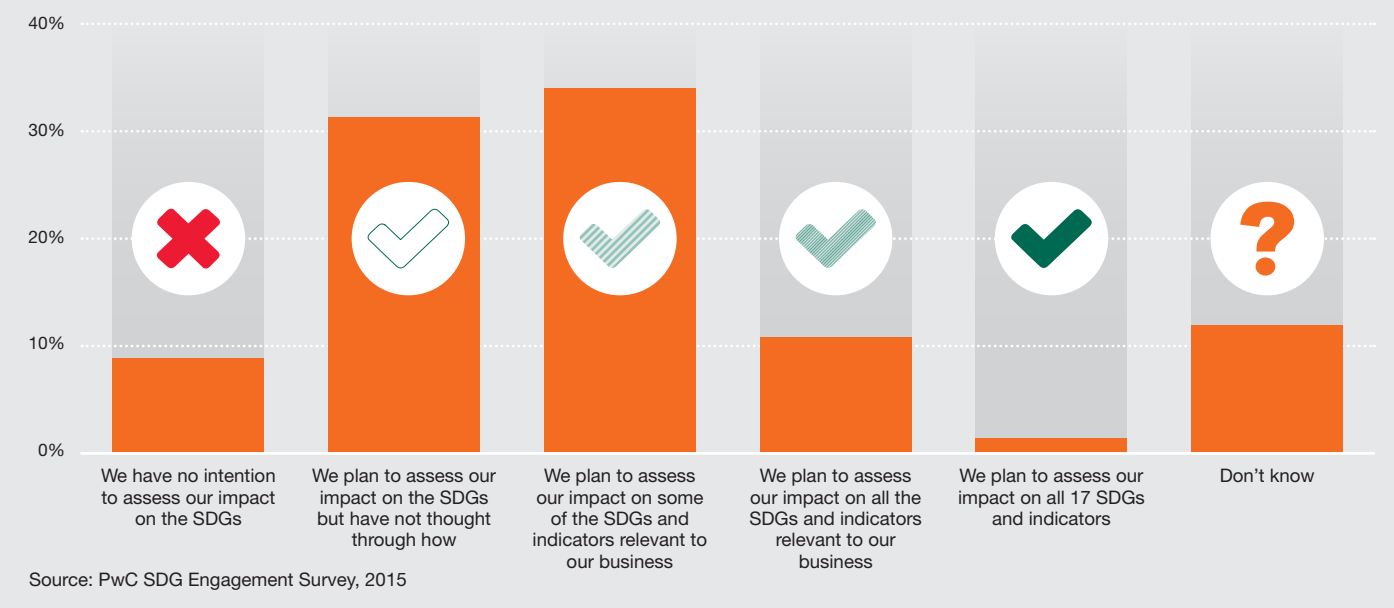 40%
30%
20%
10%
0%
We have no intention
to assess our impact
on the SDGs
We plan to assess our
impact on the SDGs
but have not thought
through how
We plan to assess
our impact on some
of the SDGs and
indicators relevant to
our business
We plan to assess
our impact on all the
SDGs and indicators
relevant to our
business
We plan to assess our
impact on all 17 SDGs
and indicators
Don’t know
?
Source: PwC SDG Engagement Survey, 2015